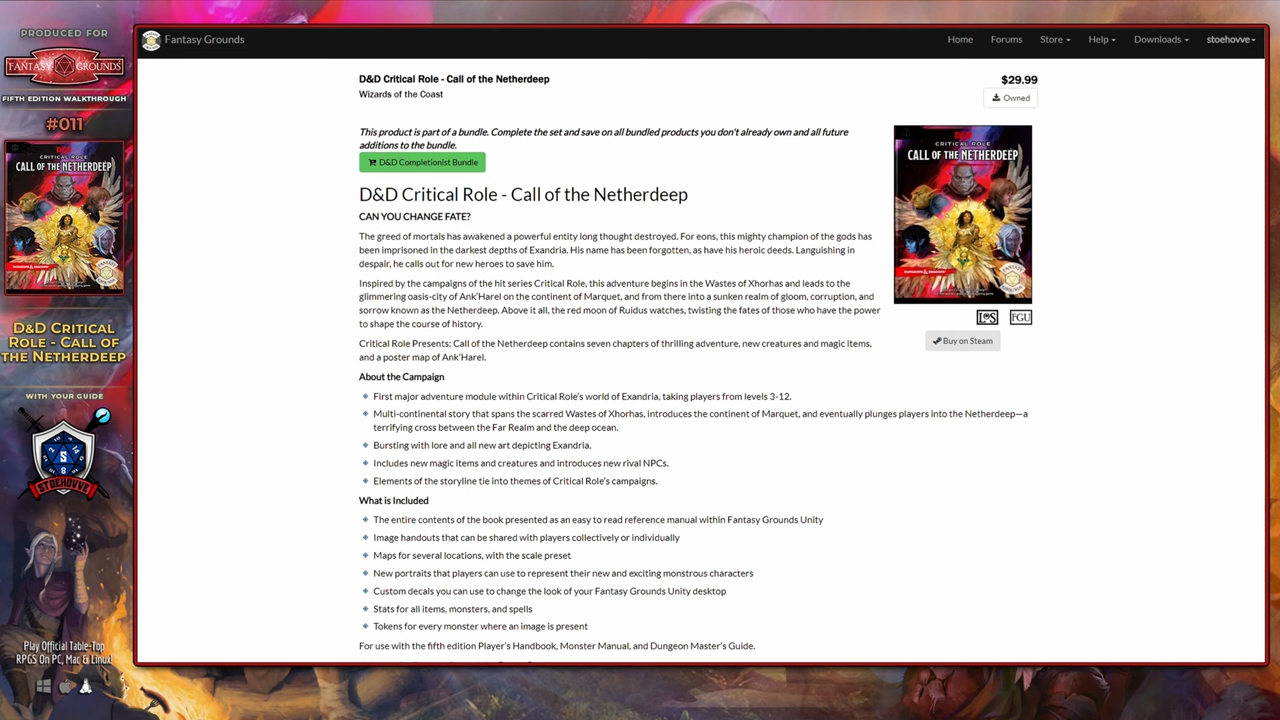 PRODUCED FOR
FANTASY GROUNDS
FIFTH EDITION WALKTHROUGH
#011
CRITICAL ROLE
CALL OF THE NETHERDEEP
DUNGEONS & DRAGONS
D&D CRITICAL
ROLE - CALL OF
THE NETHERDEEP
WITH YOUR GUIDE
S
8
STOEHOVVE
Play Official Table-Top
RPGs On PC, Mac & Linux!
Fantasy Grounds
Home
Forums
Store
Help
Downloads
stoehovve
D&D Critical Role - Call of the Netherdeep
$29.99
Wizards of the Coast
Owned
This product is part of a bundle. Complete the set and save on all bundled products you don't already own and all future
additions to the bundle.
D&D Completionist Bundle
D&D Critical Role - Call of the Netherdeep
CAN YOU CHANGE FATE?
The greed of mortals has awakened a powerful entity long thought destroyed. For eons, this mighty champion of the gods has
been imprisoned in the darkest depths of Exandria. His name has been forgotten, as have his heroic deeds. Languishing in
despair, he calls out for new heroes to save him.
Inspired by the campaigns of the hit series Critical Role, this adventure begins in the Wastes of Xhorhas and leads to the
glimmering oasis-city of Ank'Harel on the continent of Marquet, and from there into a sunken realm of gloom, corruption, and
sorrow known as the Netherdeep. Above it all, the red moon of Ruidus watches, twisting the fates of those who have the power
to shape the course of history.
Critical Role Presents: Call of the Netherdeep contains seven chapters of thrilling adventure, new creatures and magic items,
and a poster map of Ank'Harel.
D&D
CRITICAL ROLE
CALL OF THE NETHERDEEP
DUNGEONS & DRAGONS
FGU
Buy on Steam
About the Campaign
First major adventure module within Critical Role's world of Exandria, taking players from levels 3-12.
Multi-continental story that spans the scarred Wastes of Xhorhas, introduces the continent of Marquet, and eventually plunges players into the Netherdeep—a
terrifying cross between the Far Realm and the deep ocean.
Bursting with lore and all new art depicting Exandria.
Includes new magic items and creatures and introduces new rival NPCs.
Elements of the storyline tie into themes of Critical Role's campaigns.
What is Included
The entire contents of the book presented as an easy to read reference manual within Fantasy Grounds Unity
Image handouts that can be shared with players collectively or individually
Maps for several locations, with the scale preset
New portraits that players can use to represent their new and exciting monstrous characters
Custom decals you can use to change the look of your Fantasy Grounds Unity desktop
Stats for all items, monsters, and spells
Tokens for every monster where an image is present
For use with the fifth edition Player's Handbook, Monster Manual, and Dungeon Master's Guide.